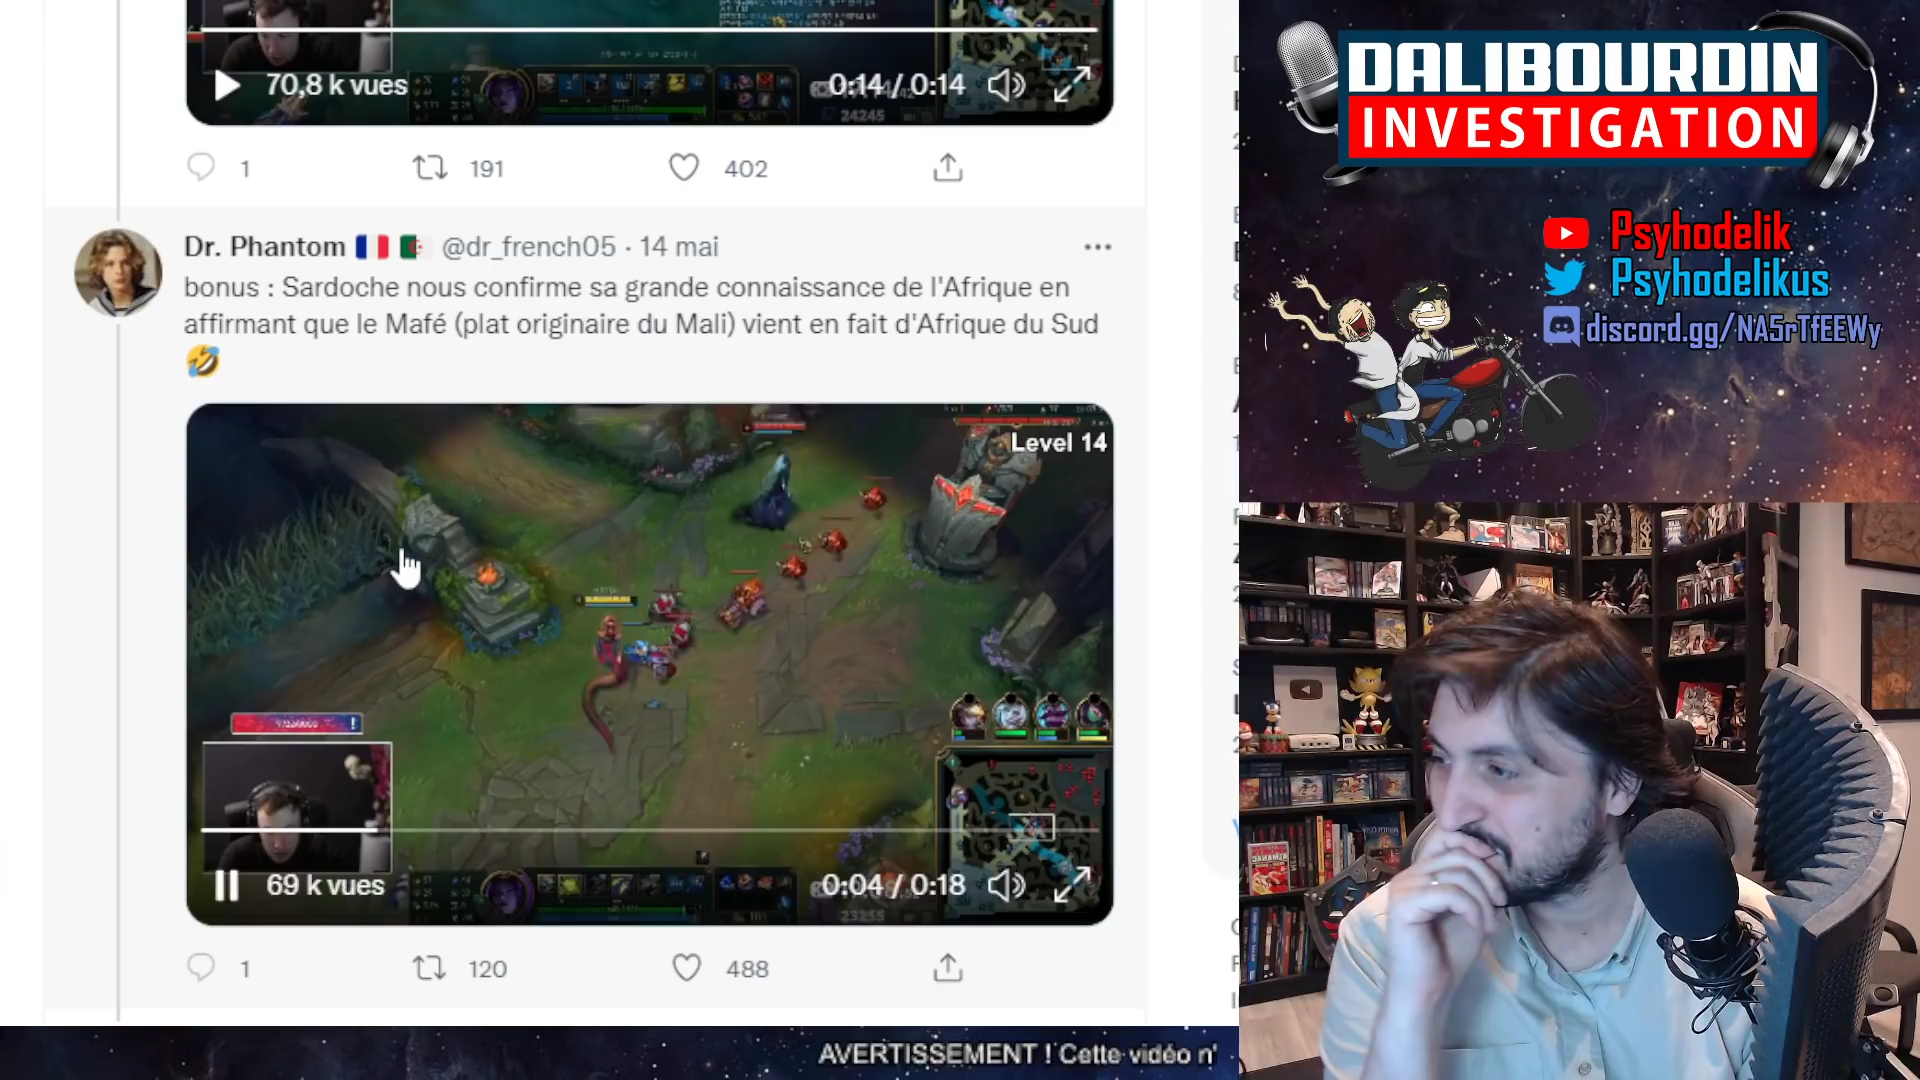 70,8 k vues
0:14 / 0:14
24245
1
191
402
Dr. Phantom @dr_french05 · 14 mai
bonus : Sardoche nous confirme sa grande connaissance de l'Afrique en
affirmant que le Mafé (plat originaire du Mali) vient en fait d'Afrique du Sud
Level 14
69 k vues
0:04 / 0:18
23255
1
120
488
DALIBOURDIN
INVESTIGATION
Psyhodelik
Psyhodelikus
discord.gg/NA5rTfEEWy
AVERTISSEMENT ! Cette vidéo n'